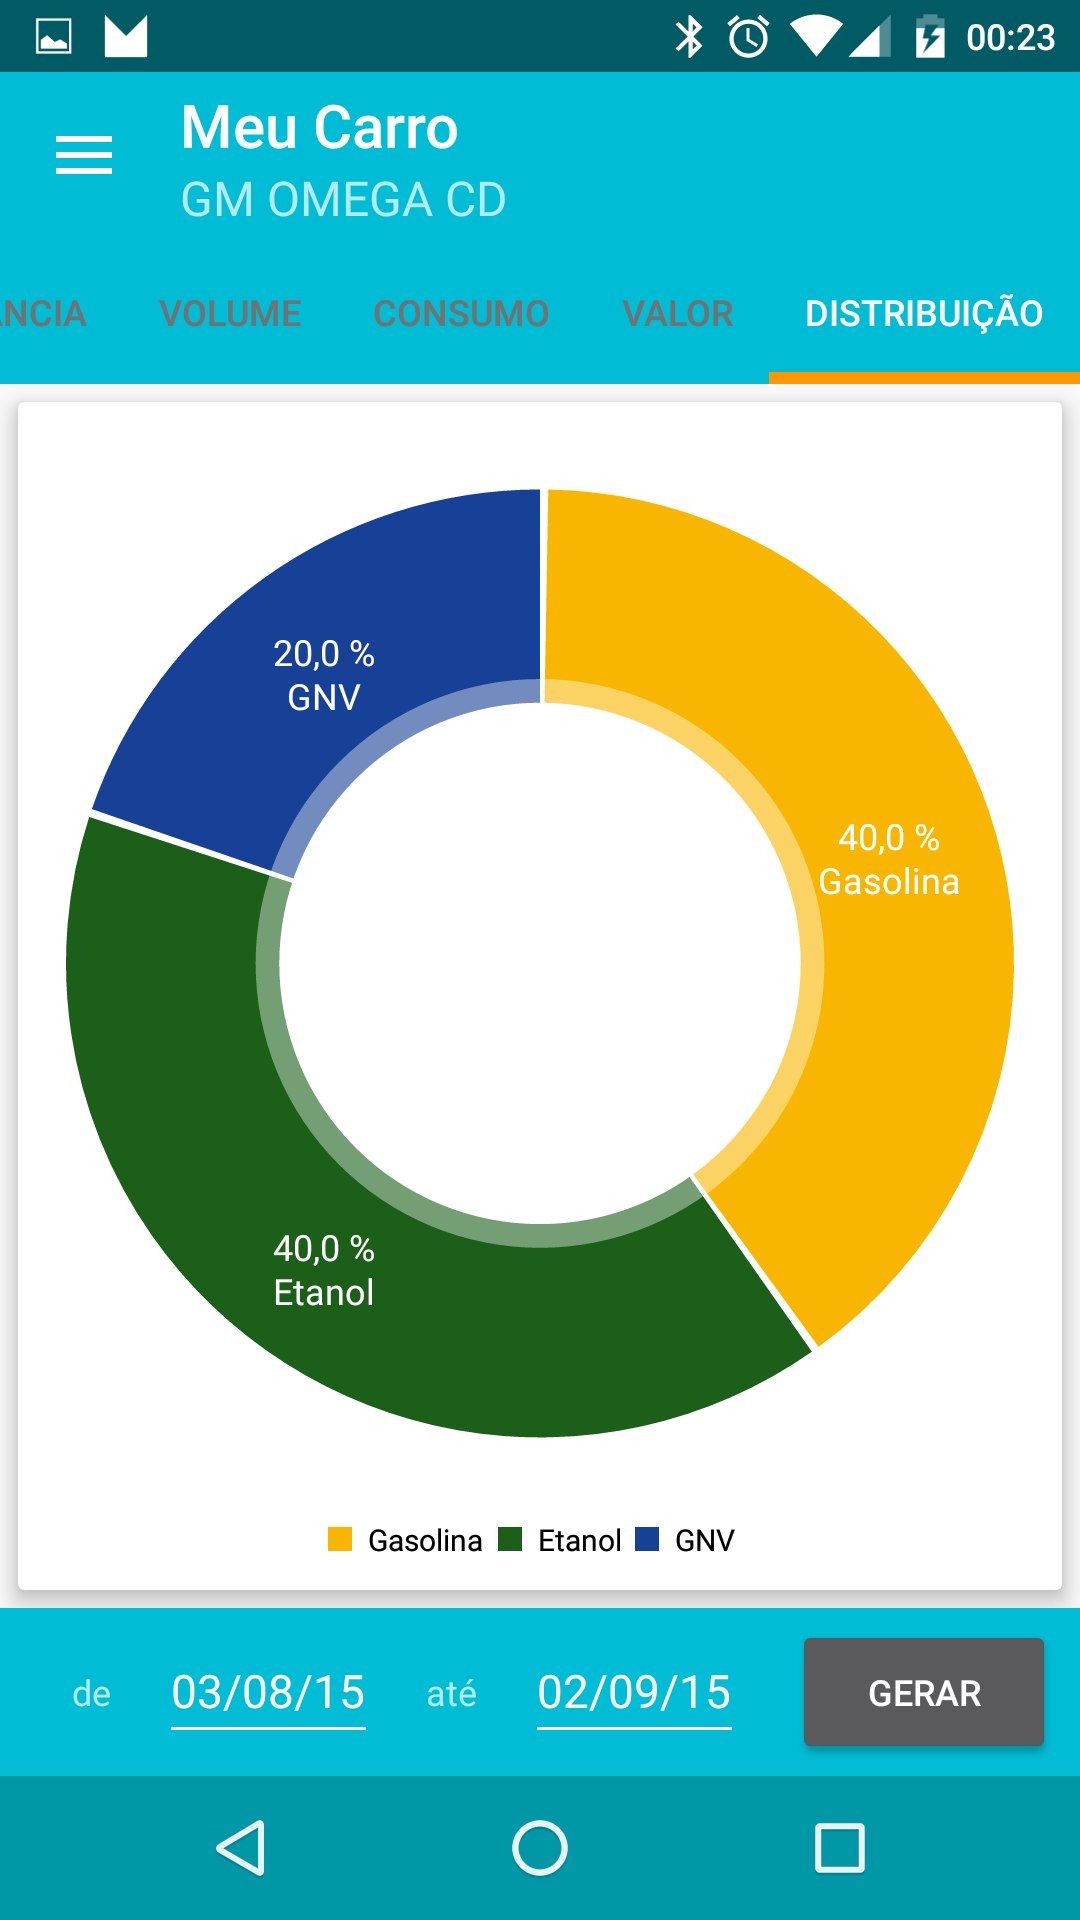 00:23
Meu Carro
GM OMEGA CD
ÂNCIA VOLUME CONSUMO VALOR DISTRIBUIÇÃO
20,0 %
GNV
40,0 %
Gasolina
40,0 %
Etanol
Gasolina Etanol GNV
de 03/08/15 até 02/09/15 GERAR